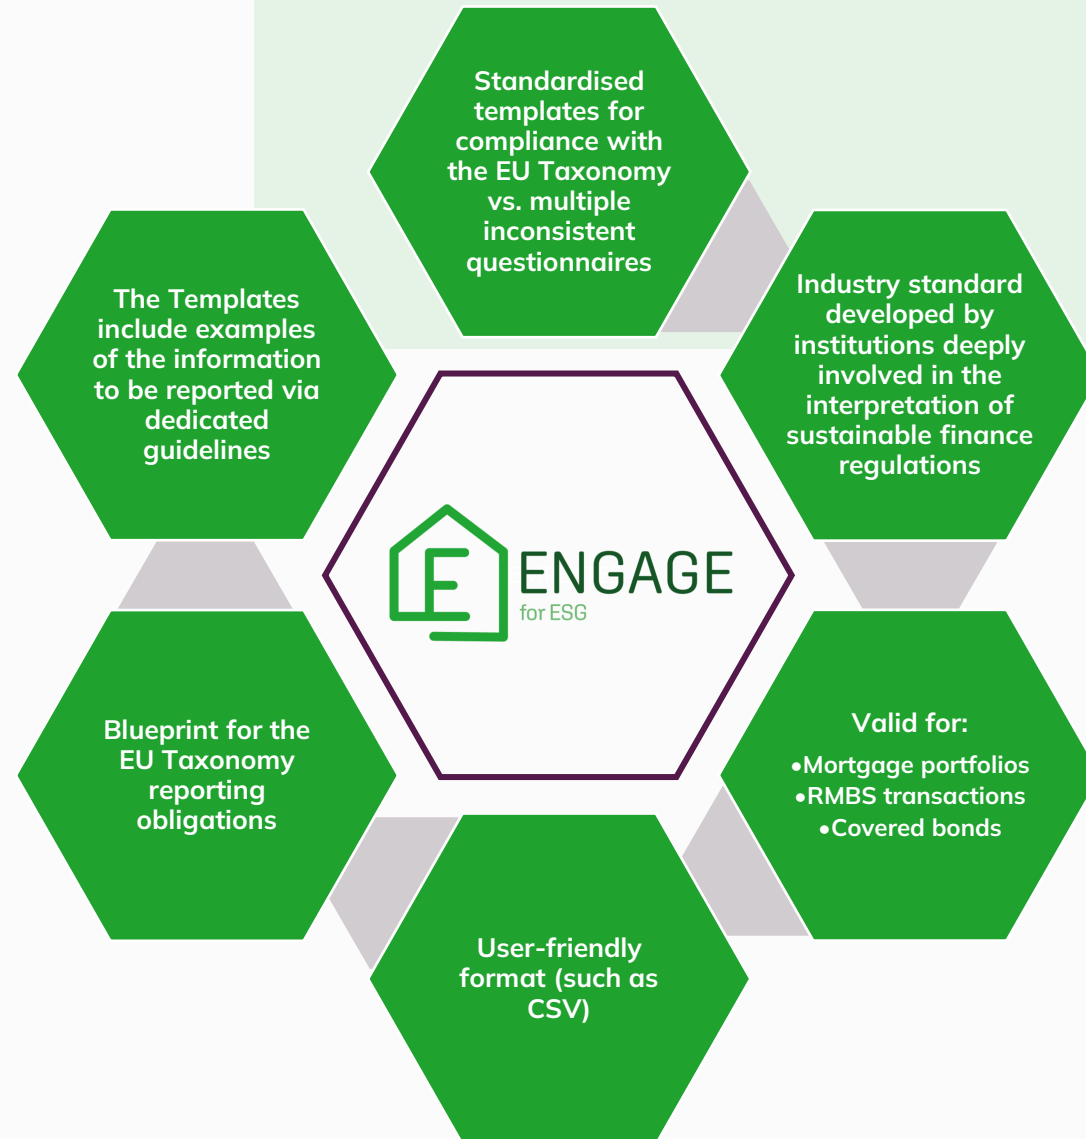 Standardised
templates for
compliance with
the EU Taxonomy
vs. multiple
inconsistent
questionnaires
Industry standard
developed by
institutions deeply
involved in the
interpretation of
sustainable finance
regulations
Valid for:
•Mortgage portfolios
•RMBS transactions
•Covered bonds
User-friendly
format (such as
CSV)
Blueprint for the
EU Taxonomy
reporting
obligations
The Templates
include examples
of the information
to be reported via
dedicated
guidelines
E ENGAGE
for ESG